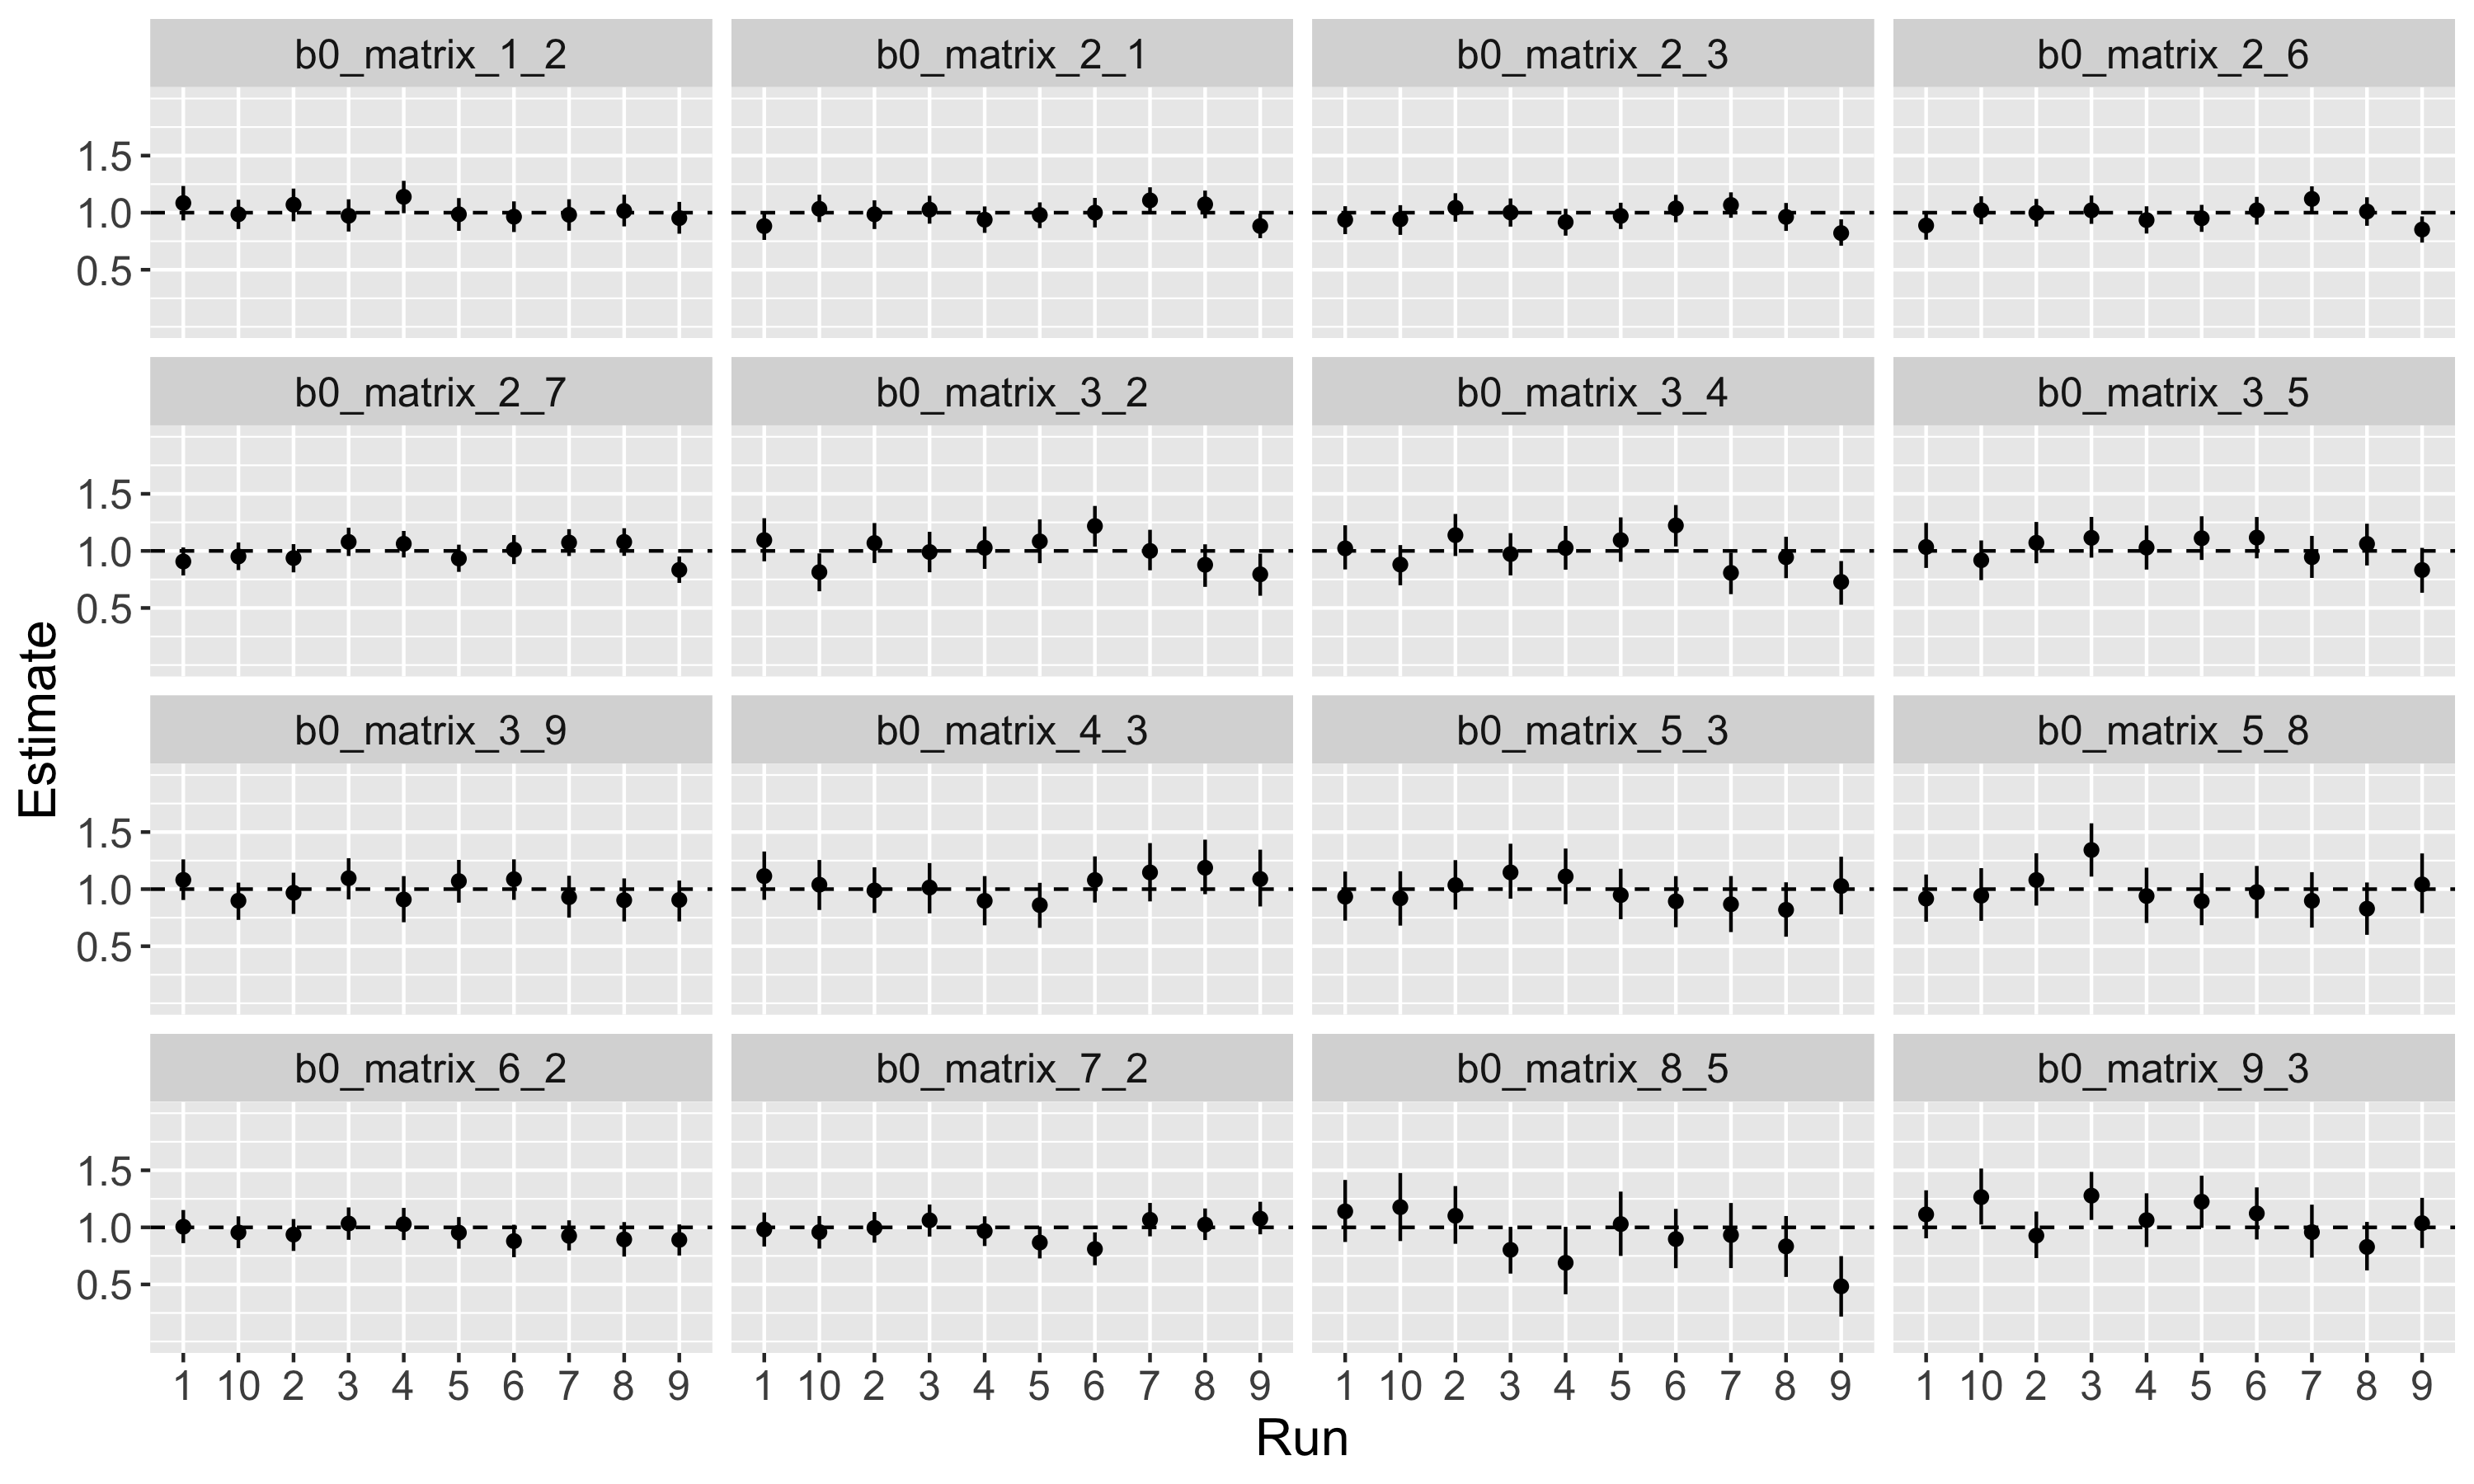 b0_matrix_1_2 b0_matrix_2_1 b0_matrix_2_3 b0_matrix_2_6
1.5
1.0
0.5
b0_matrix_2_7 b0_matrix_3_2 b0_matrix_3_4 b0_matrix_3_5
1.5
1.0
0.5
b0_matrix_3_9 b0_matrix_4_3 b0_matrix_5_3 b0_matrix_5_8
1.5
1.0
0.5
b0_matrix_6_2 b0_matrix_7_2 b0_matrix_8_5 b0_matrix_9_3
1.5
1.0
0.5
1 10 2 3 4 5 6 7 8 9 1 10 2 3 4 5 6 7 8 9 1 10 2 3 4 5 6 7 8 9 1 10 2 3 4 5 6 7 8 9
Run
Estimate